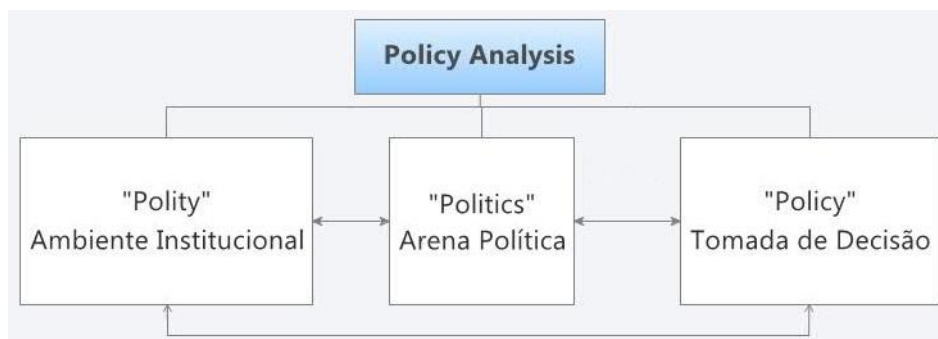 Policy Analysis
"Polity"
Ambiente Institucional
"Politics"
Arena Política
"Policy"
Tomada de Decisão